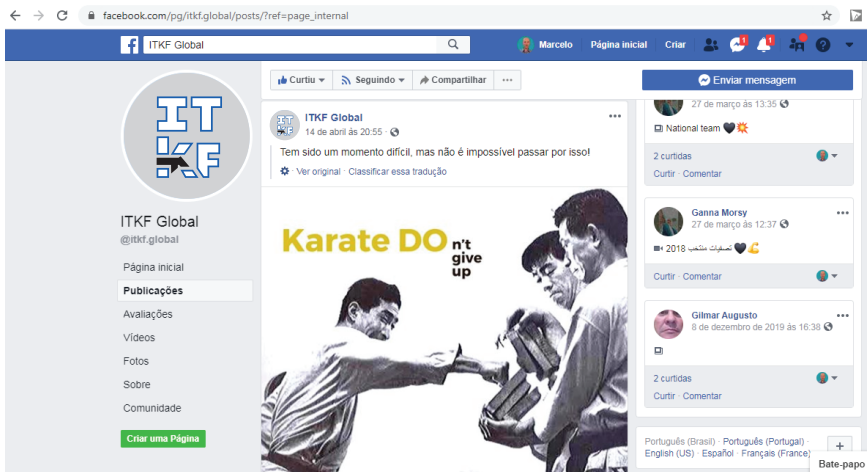 facebook.com/pg/itkf.global/posts/?ref=page_internal
ITKF Global
Marcelo
Página inicial
Criar
IT
KF
ITKF Global
@itkf.global
Página inicial
Publicações
Avaliações
Vídeos
Fotos
Sobre
Comunidade
Criar uma Página
Curtiu
Seguindo
Compartilhar
ITKF Global
14 de abril às 20:55 ·
Tem sido um momento difícil, mas não é impossível passar por isso!
· Ver original · Classificar essa tradução
Karate DO n't
give
up
Enviar mensagem
27 de março às 13:35
National team 🖤💥
2 curtidas
Curtir · Comentar
Ganna Morsy
27 de março às 12:37
تصفيات منتخب 2018 🖤💪
Curtir · Comentar
Gilmar Augusto
8 de dezembro de 2019 às 16:38
2 curtidas
Curtir · Comentar
Português (Brasil) · Português (Portugal) ·
English (US) · Español · Français (France)
Bate-papo